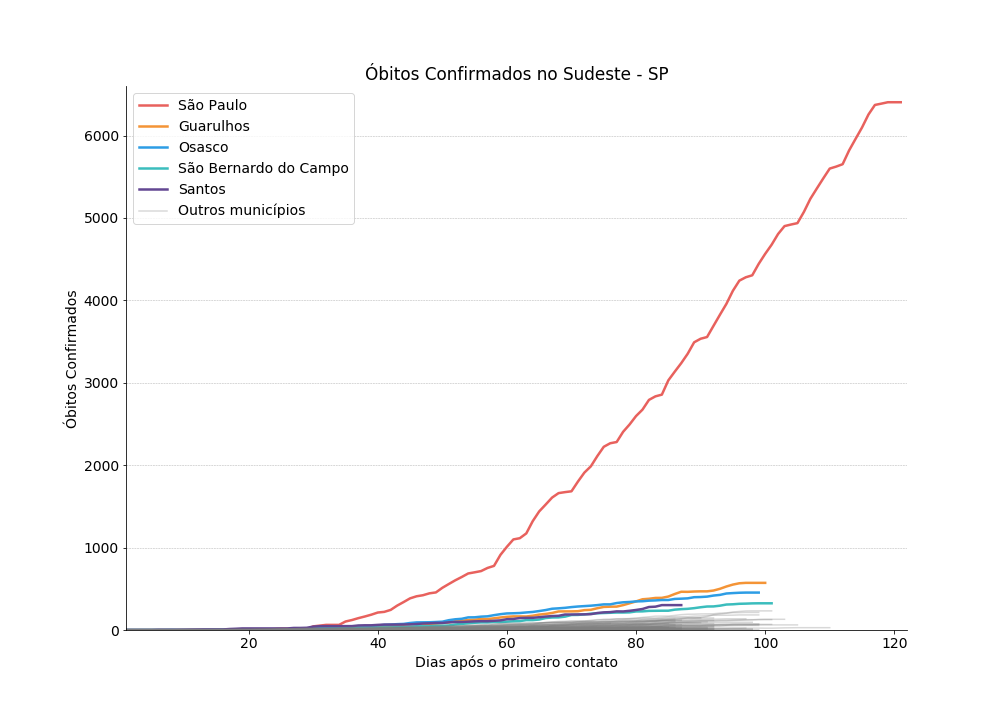 Óbitos Confirmados no Sudeste - SP
São Paulo
Guarulhos
Osasco
São Bernardo do Campo
Santos
Outros municípios
6000
5000
4000
3000
2000
1000
0
Óbitos Confirmados
20 40 60 80 100 120
Dias após o primeiro contato